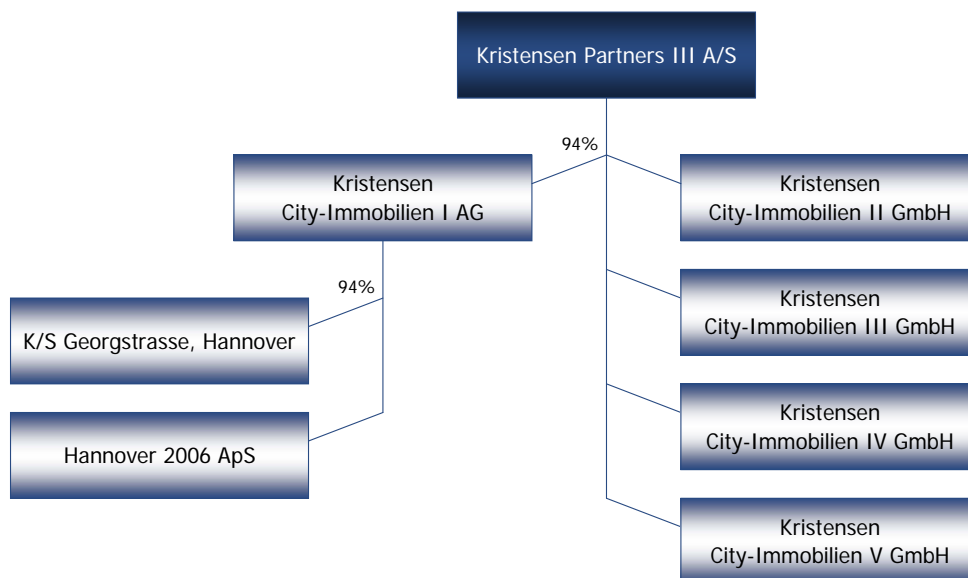 Kristensen Partners III A/S
94%
Kristensen
City-Immobilien I AG
Kristensen
City-Immobilien II GmbH
94%
K/S Georgstrasse, Hannover
Kristensen
City-Immobilien III GmbH
Hannover 2006 ApS
Kristensen
City-Immobilien IV GmbH
Kristensen
City-Immobilien V GmbH